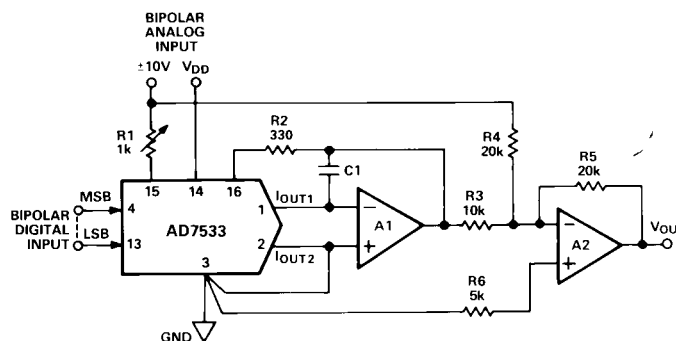 BIPOLAR
ANALOG
INPUT
±10V
VDD
R1
1k
R2
330
R4
20k
R5
20k
C1
15
14
16
MSB
4
IOUT1
1
A1
R3
10k
BIPOLAR
DIGITAL
INPUT
AD7533
LSB
13
2
IOUT2
A2
VOU
3
R6
5k
GND